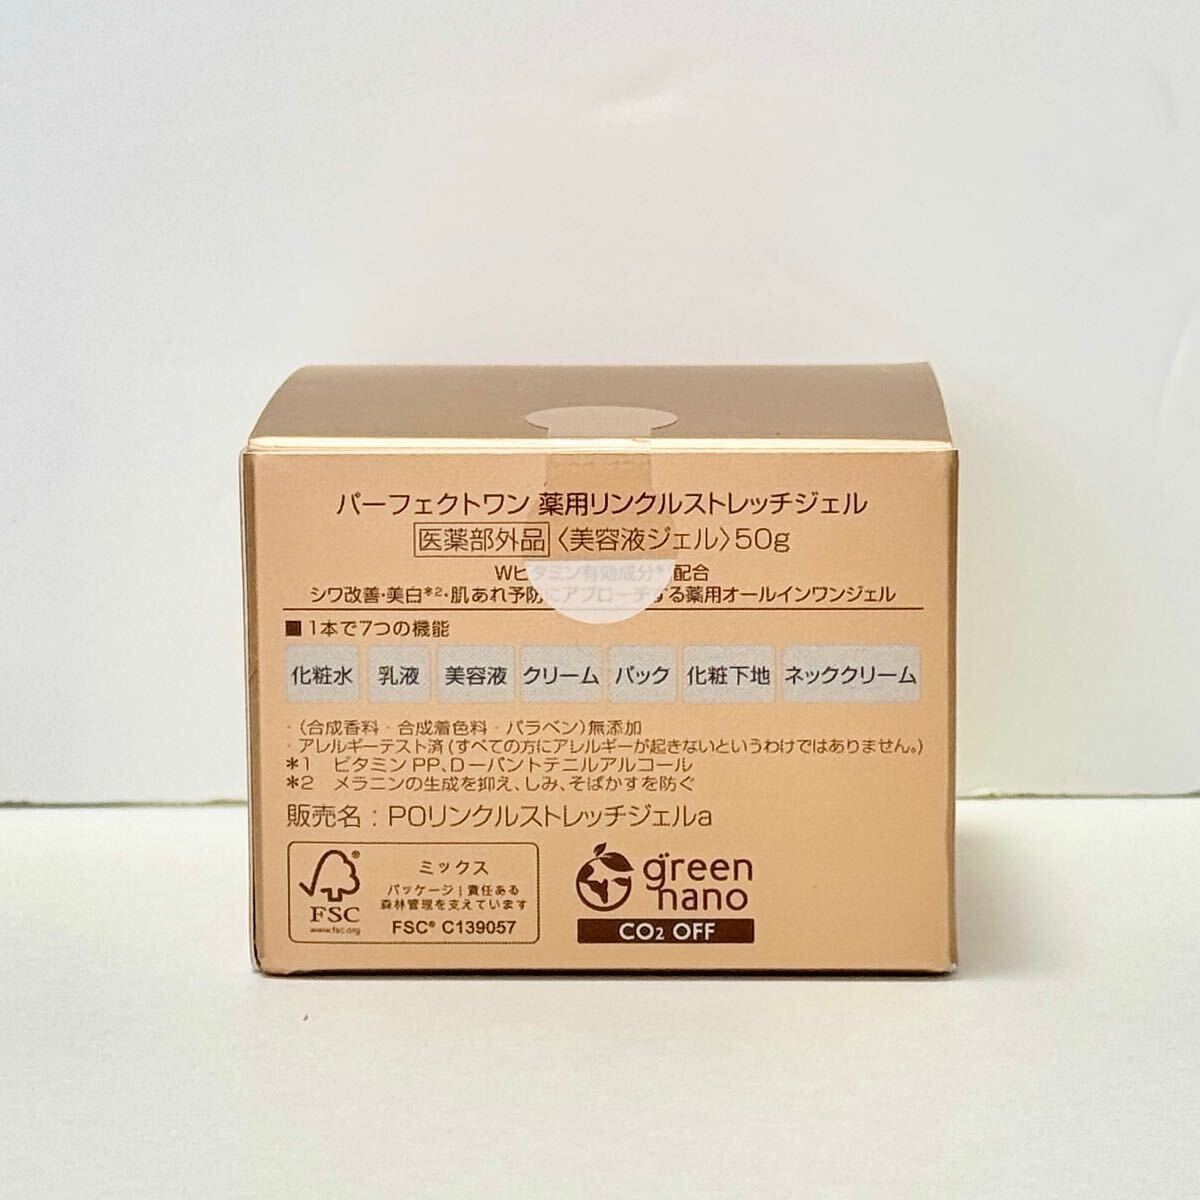 パーフェクトワン 薬用リンクルストレッチジェル
医薬部外品〈美容液ジェル〉50g
Wビタミン有効成分*1配合
シワ改善・美白*2・肌あれ予防にアプローチする薬用オールインワンジェル
■1本で7つの機能
化粧水 乳液 美容液 クリーム パック 化粧下地 ネッククリーム
・(合成香料・合成着色料・パラベン)無添加
・アレルギーテスト済(すべての方にアレルギーが起きないというわけではありません。)
*1 ビタミンPP、D-パントテニルアルコール
*2 メラニンの生成を抑え、しみ、そばかすを防ぐ
販売名：POリンクルストレッチジェルa
FSC
www.fsc.org
ミックス
パッケージ｜責任ある
森林管理を支えています
FSC® C139057
green
nano
CO2 OFF